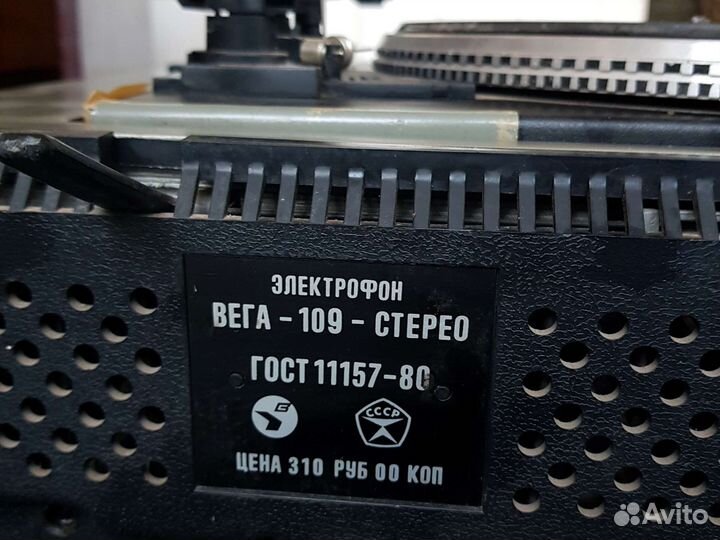 ЭЛЕКТРОФОН
ВЕГА - 109 - СТЕРЕО
ГОСТ 11157-80
СССР
ЦЕНА 310 РУБ 00 КОП
Avito